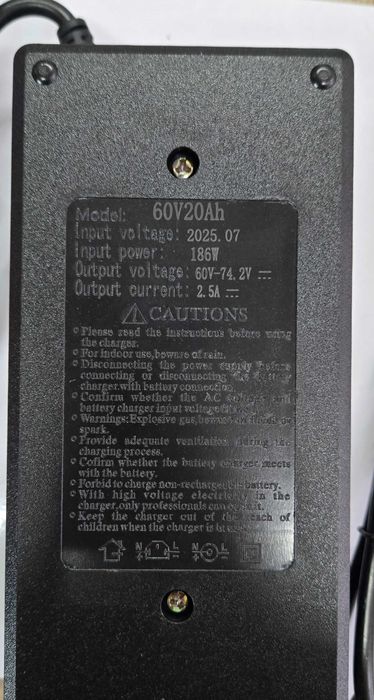 Model: 60V20Ah
Input voltage: 2025.07
Input power: 186W
Output voltage: 60V-74.2V
Output current: 2.5A
CAUTIONS
Please read the instructions before using
the charger.
For indoor use,beware of rain.
Disconnecting the power supply before
connecting or disconnecting the battery
charger.with battery connection.
Confirm whether the AC voltage and
battery charger input voltage
Warning:Explosive gas,beware
spark.
Provide adequate ventilation during the
charging process.
Cofirm whether the battery charger meets
with the battery.
Forbid to charge non-rechargeable battery.
With high voltage in the
charger,only professionals can
Keep the charger out of the reach of
children when the charger is
N L N L